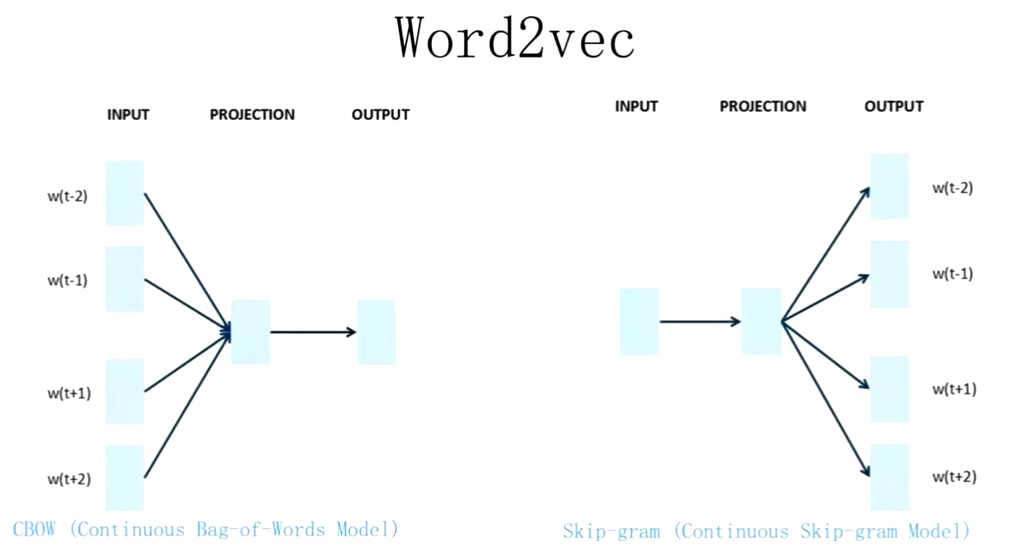 Word2vec
INPUT PROJECTION OUTPUT
w(t-2)
w(t-1)
w(t+1)
w(t+2)
CBOW (Continuous Bag-of-Words Model)
INPUT PROJECTION OUTPUT
w(t-2)
w(t-1)
w(t+1)
w(t+2)
Skip-gram (Continuous Skip-gram Model)